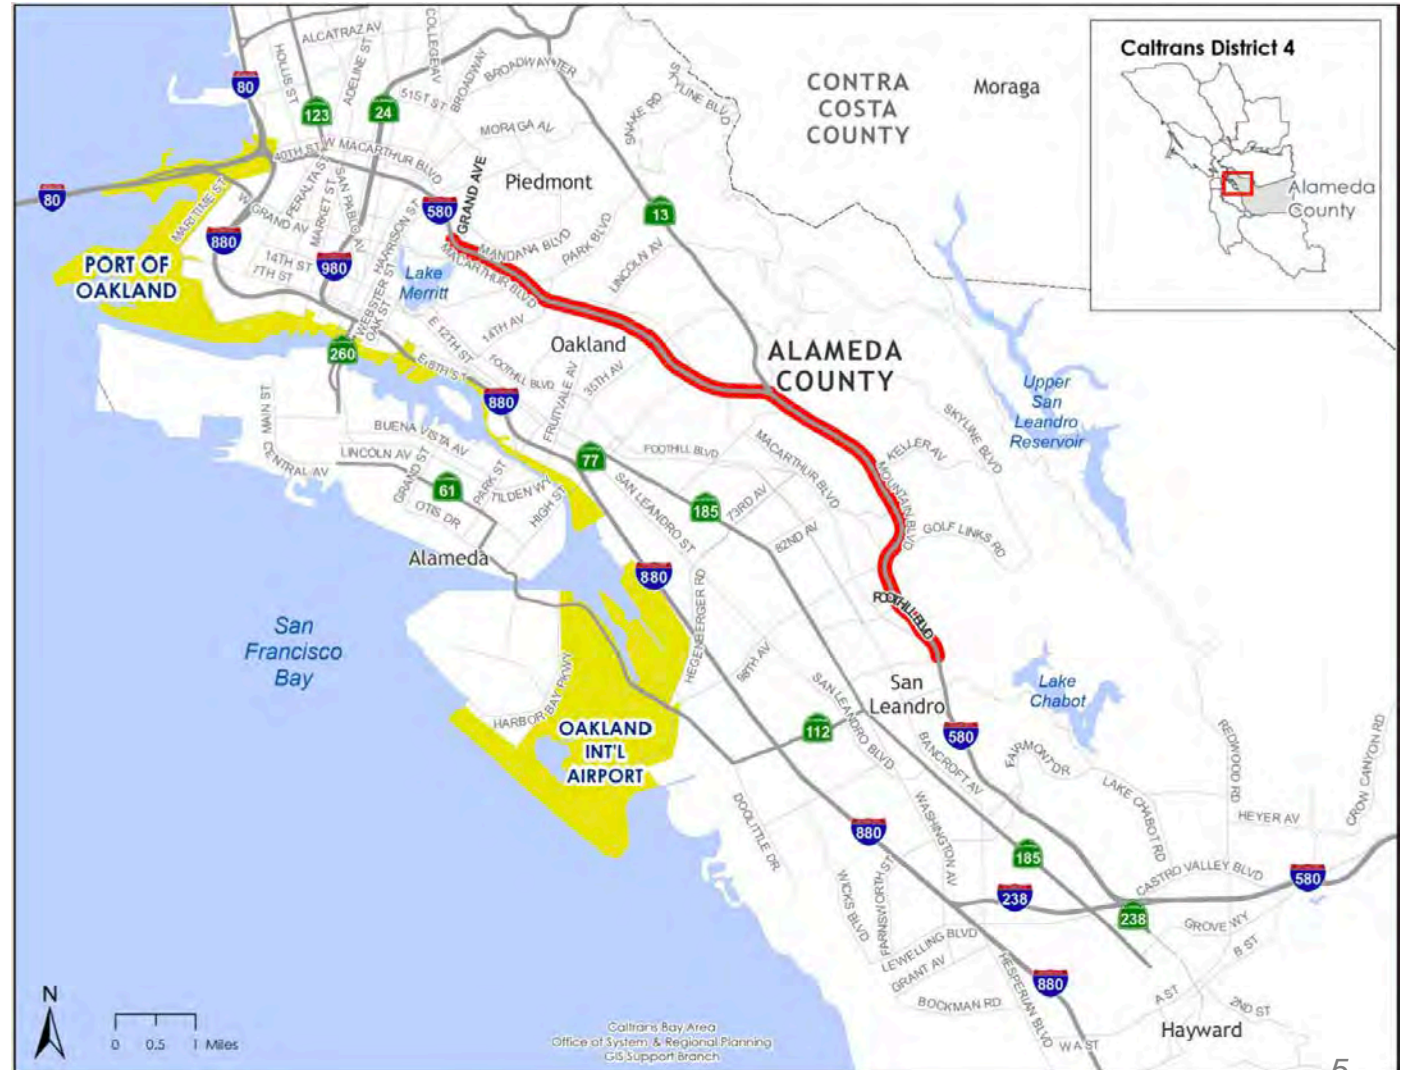 Caltrans District 4
Alameda
County
CONTRA
COSTA
COUNTY
Moraga
ALCATRAZ AV
HOLLIS ST
ADELINE ST
COLLEGE AV
BROADWAY
BROADWAY TER
51ST ST
SKYLINE BLVD
SNAKE RD
MORAGA AV
80
123
24
40TH ST
W MACARTHUR BLVD
PERALTA ST
MARKET ST
SAN PABLO AV
HARRISON ST
GRAND AVE
Piedmont
580
13
80
MARITIME ST
W GRAND AV
880
980
14TH ST
7TH ST
WEBSTER ST
OAK ST
MANDANA BLVD
MACARTHUR BLVD
PARK BLVD
LINCOLN AV
PORT OF
OAKLAND
Lake
Merritt
E 12TH ST
14TH AV
E 8TH ST
FOOTHILL BLVD
FRUITVALE AV
35TH AV
Oakland
ALAMEDA
COUNTY
260
880
Upper
San
Leandro
Reservoir
MAIN ST
CENTRAL AV
BUENA VISTA AV
LINCOLN AV
GRAND ST
PARK ST
TILDEN WY
HIGH ST
OTIS DR
61
77
FOOTHILL BLVD
MACARTHUR BLVD
SAN LEANDRO ST
185
73RD AV
82ND AV
MOUNTAIN BLVD
KELLER AV
SKYLINE BLVD
GOLF LINKS RD
Alameda
880
HEGENBERGER RD
98TH AV
FOOTHILL BLVD
San
Francisco
Bay
HARBOR BAY PKWY
OAKLAND
INT'L
AIRPORT
San
Leandro
Lake
Chabot
SAN LEANDRO BLVD
112
BANCROFT AV
580
FAIRMONT DR
LAKE CHABOT RD
REDWOOD RD
HEYER AV
CROW CANYON RD
DOOLITTLE DR
880
WASHINGTON AV
185
CASTRO VALLEY BLVD
580
WICKS BLVD
FARNSWORTH ST
238
238
GROVE WY
B ST
LEWELLING BLVD
GRANT AV
BOCKMAN RD
HESPERIAN BLVD
880
A ST
2ND ST
W A ST
Hayward
N
0 0.5 1 Miles
Caltrans Bay Area
Office of System & Regional Planning
GIS Support Branch
5